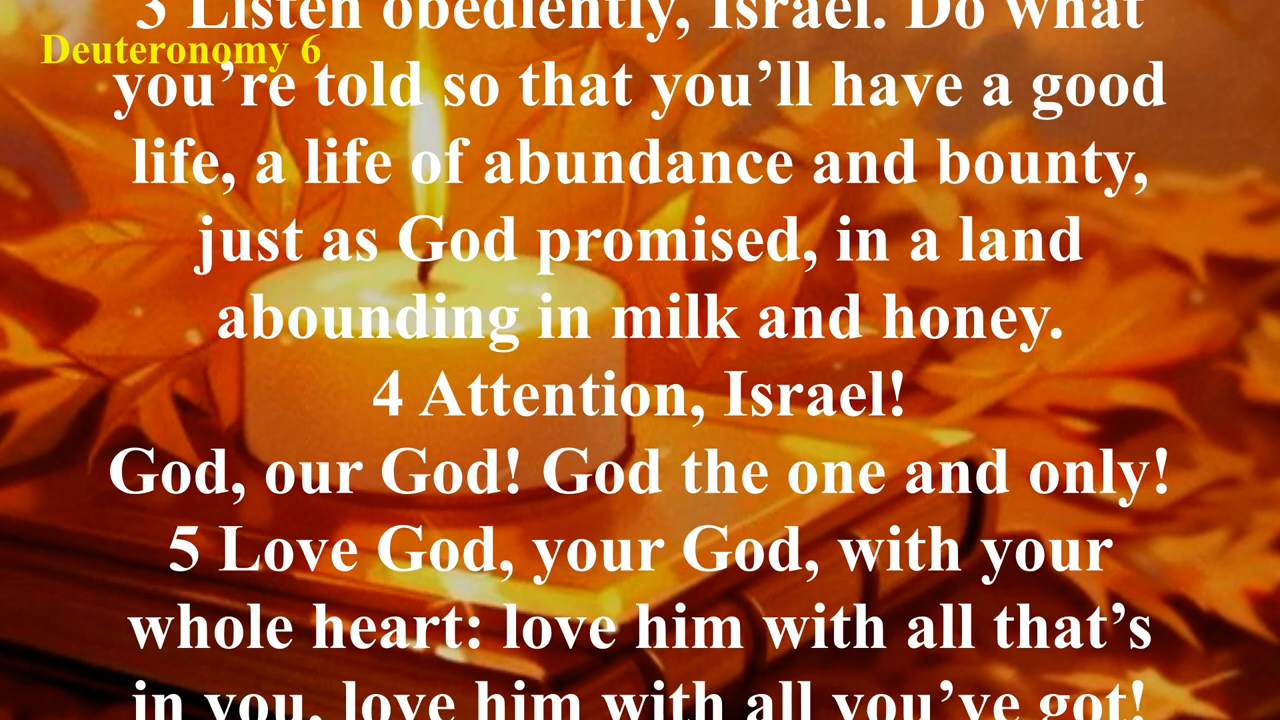 3 Listen obediently, Israel. Do what
Deuteronomy 6
you’re told so that you’ll have a good
life, a life of abundance and bounty,
just as God promised, in a land
abounding in milk and honey.
4 Attention, Israel!
God, our God! God the one and only!
5 Love God, your God, with your
whole heart: love him with all that’s
in you, love him with all you’ve got!